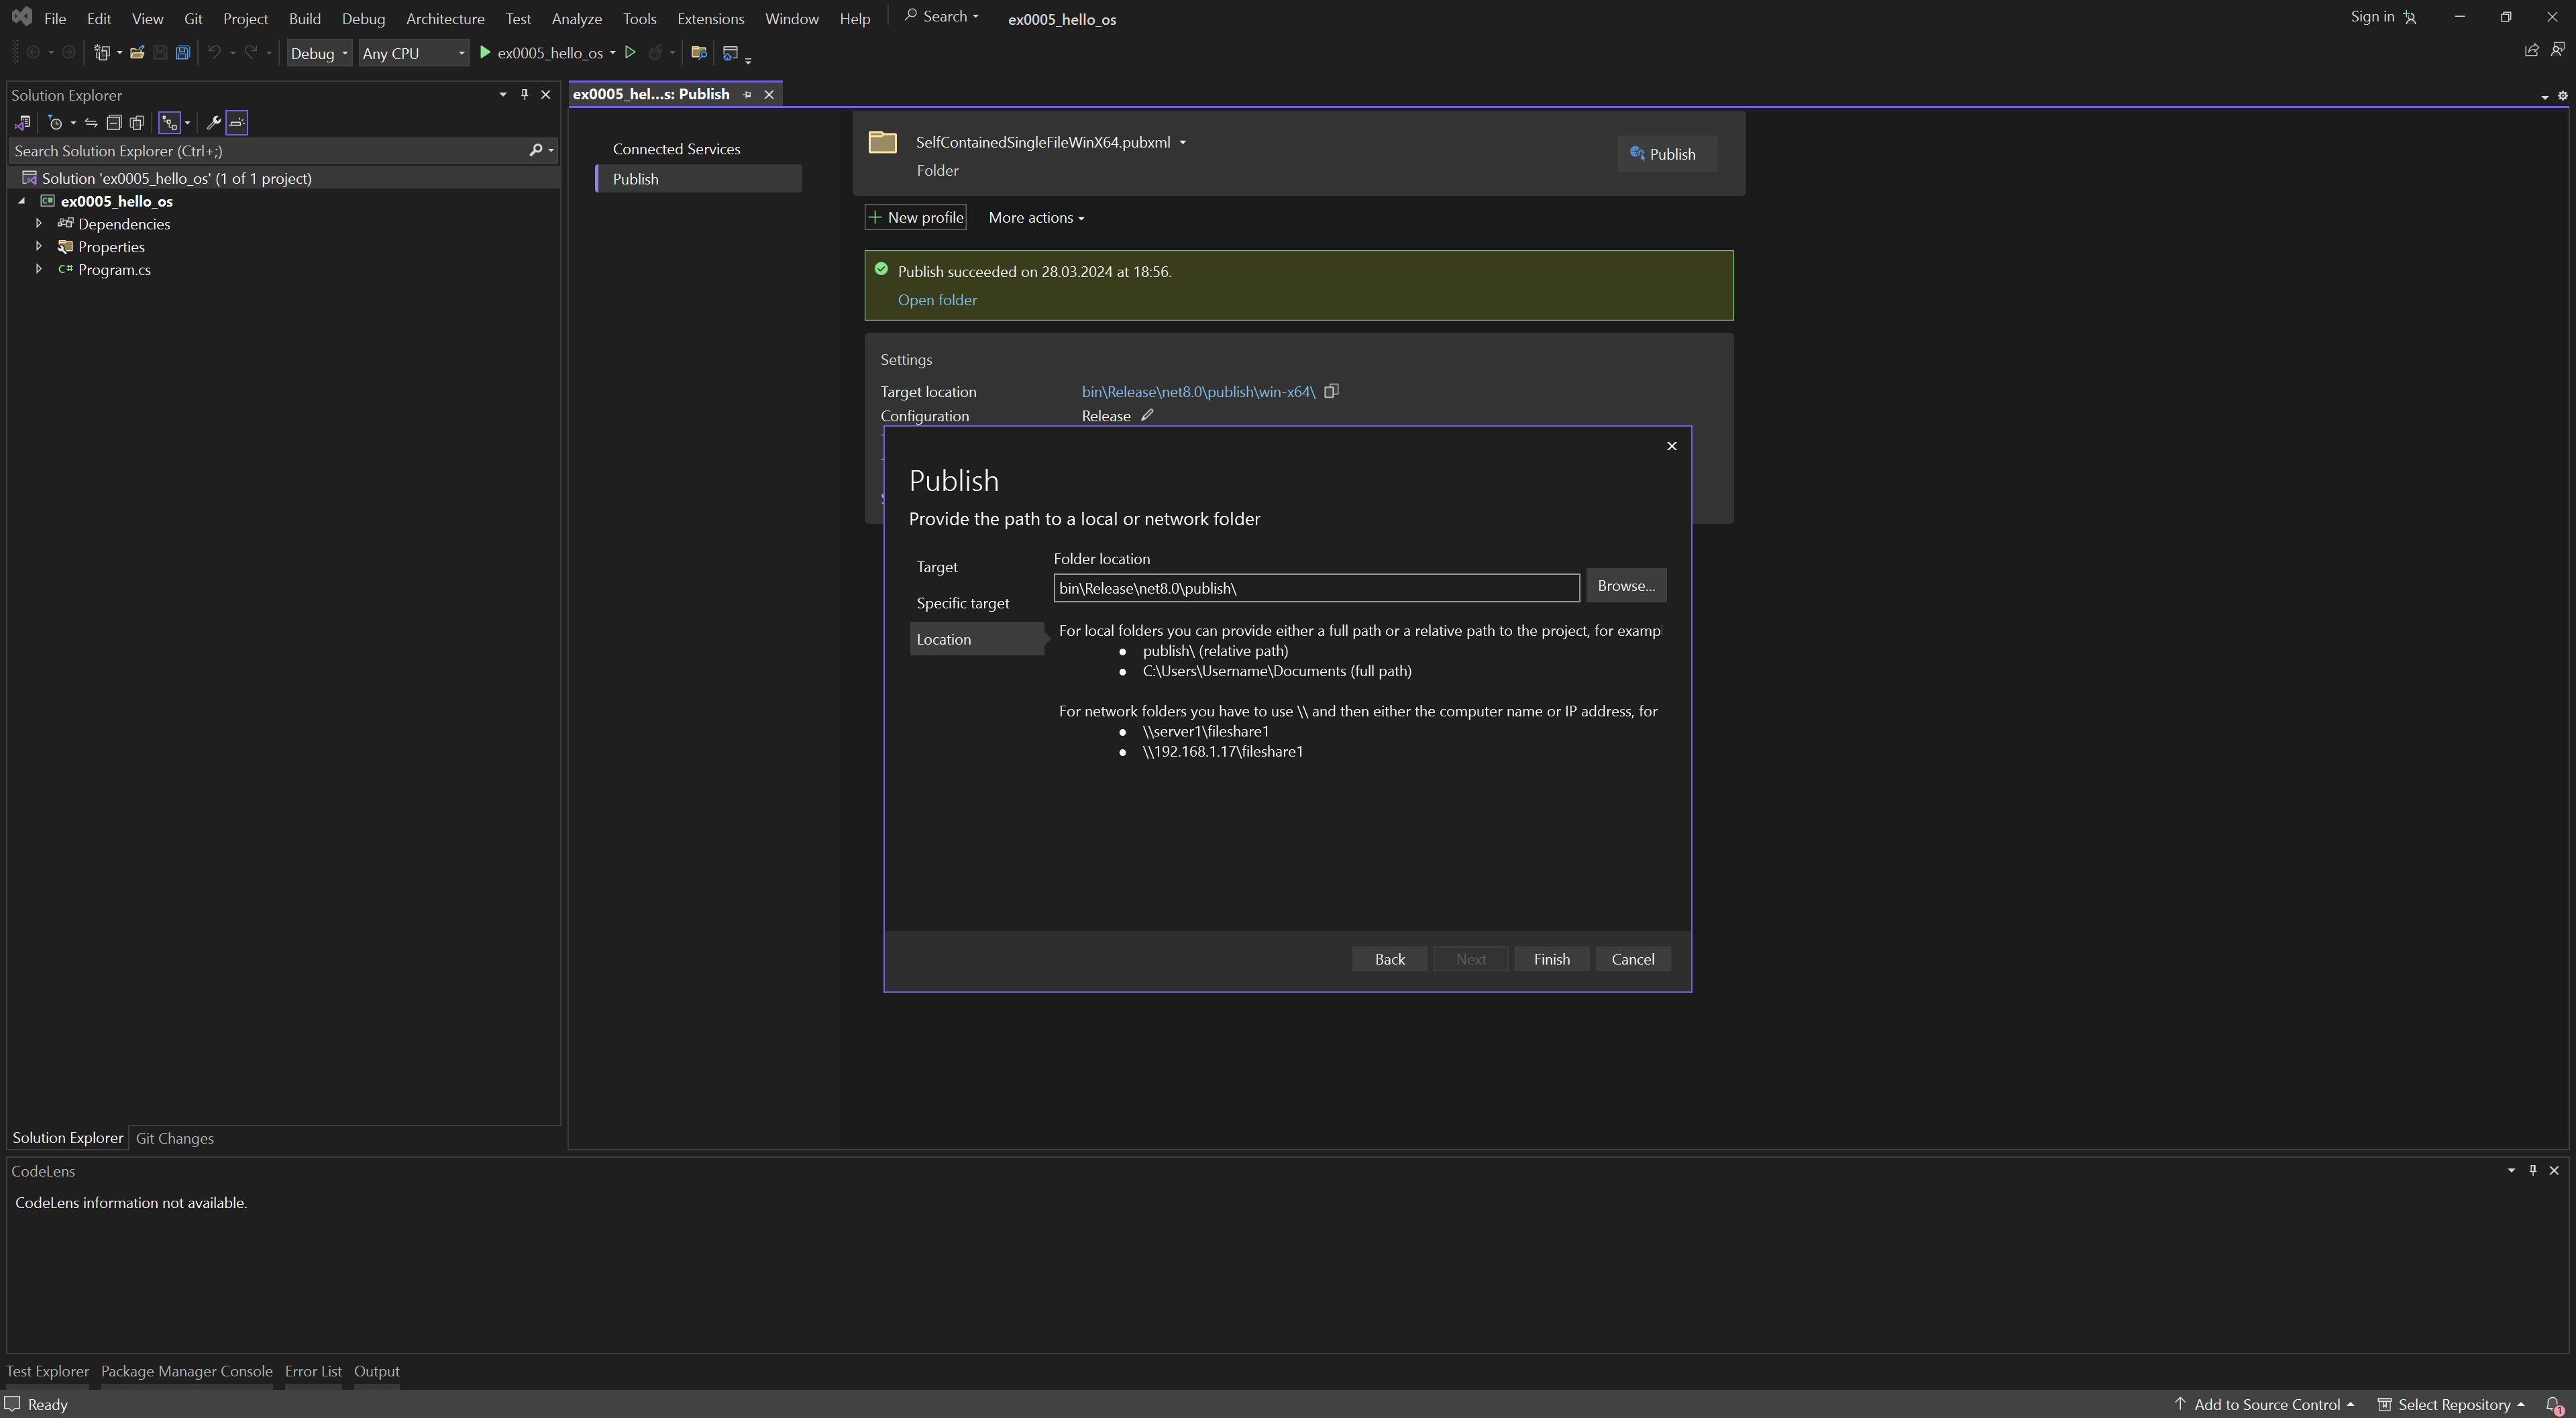 File Edit View Git Project Build Debug Architecture Test Analyze Tools Extensions Window Help Search ex0005_hello_os Sign in
Debug Any CPU ex0005_hello_os
Solution Explorer
Search Solution Explorer (Ctrl+;)
Solution 'ex0005_hello_os' (1 of 1 project)
C# ex0005_hello_os
Dependencies
Properties
C# Program.cs
ex0005_hel...s: Publish
Connected Services
Publish
SelfContainedSingleFileWinX64.pubxml
Folder
Publish
New profile More actions
Publish succeeded on 28.03.2024 at 18:56.
Open folder
Settings
Target location bin\Release\net8.0\publish\win-x64\
Configuration Release
Publish
Provide the path to a local or network folder
Target
Specific target
Location
Folder location
bin\Release\net8.0\publish\ Browse...
For local folders you can provide either a full path or a relative path to the project, for exampl
● publish\ (relative path)
● C:\Users\Username\Documents (full path)
For network folders you have to use \\ and then either the computer name or IP address, for
● \\server1\fileshare1
● \\192.168.1.17\fileshare1
Back Next Finish Cancel
Solution Explorer Git Changes
CodeLens
CodeLens information not available.
Test Explorer Package Manager Console Error List Output
Ready Add to Source Control Select Repository 1